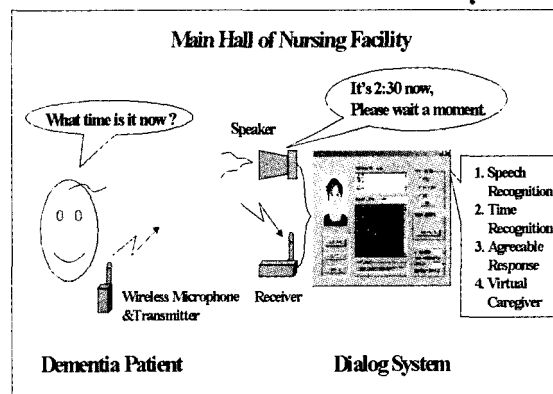 Main Hall of Nursing Facility
What time is it now ?
It's 2:30 now,
Please wait a moment.
Speaker
1. Speech
Recognition
2. Time
Recognition
3. Agreeable
Response
4. Virtual
Caregiver
Wireless Microphone
&Transmitter
Receiver
Dementia Patient
Dialog System